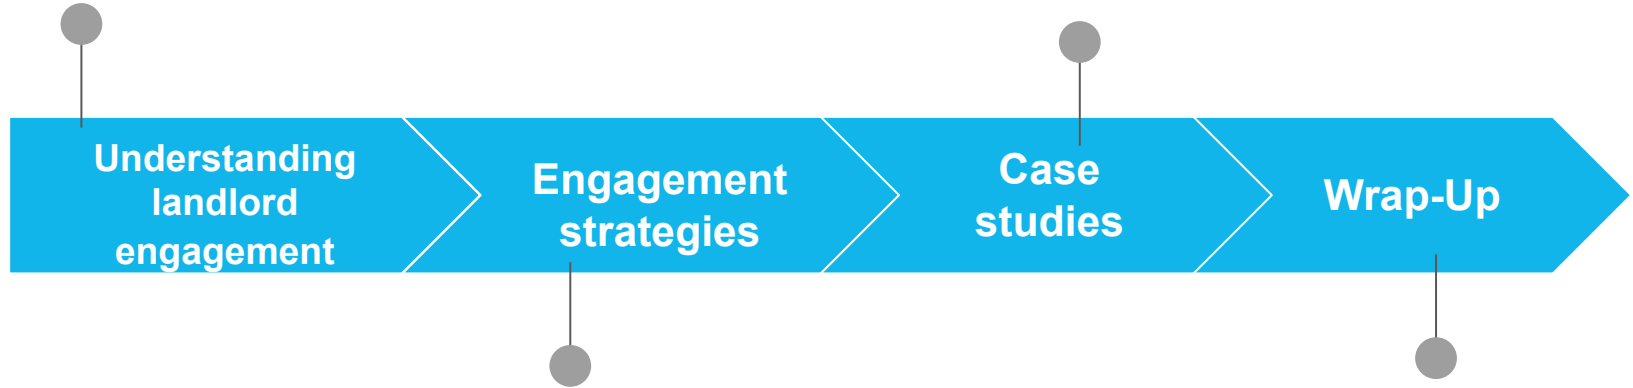 Understanding
landlord
engagement
Engagement
strategies
Case
studies
Wrap-Up